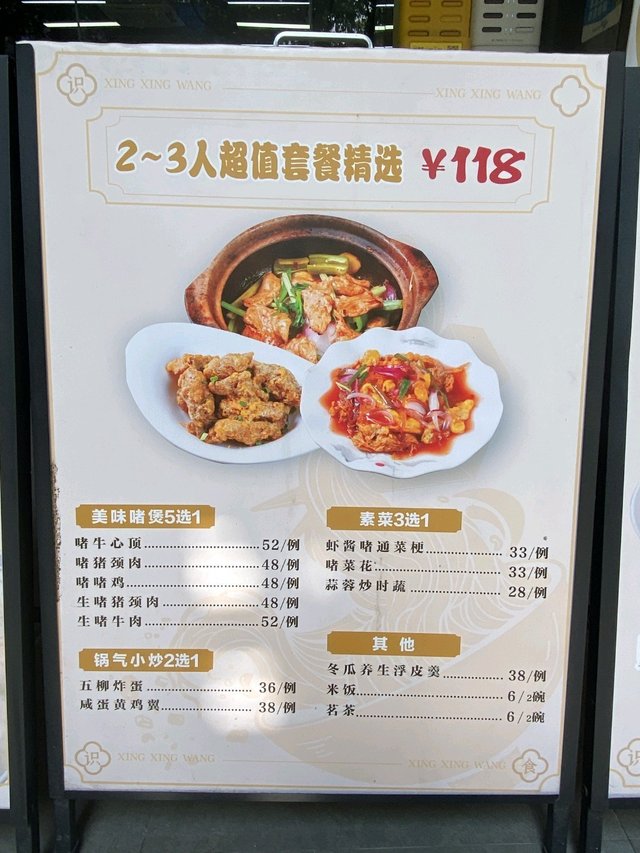 识 XING XING WANG XING XING WANG
2~3人超值套餐精选 ¥118
美味啫煲5选1
啫牛心顶 52/例
啫猪颈肉 48/例
啫啫鸡 48/例
生啫猪颈肉 48/例
生啫牛肉 52/例
锅气小炒2选1
五柳炸蛋 36/例
咸蛋黄鸡翼 38/例
素菜3选1
虾酱啫通菜梗 33/例
啫菜花 33/例
蒜蓉炒时蔬 28/例
其他
冬瓜养生浮皮羹 38/例
米饭 6/2碗
茗茶 6/2碗
识 XING XING WANG XING XING WANG 食
识